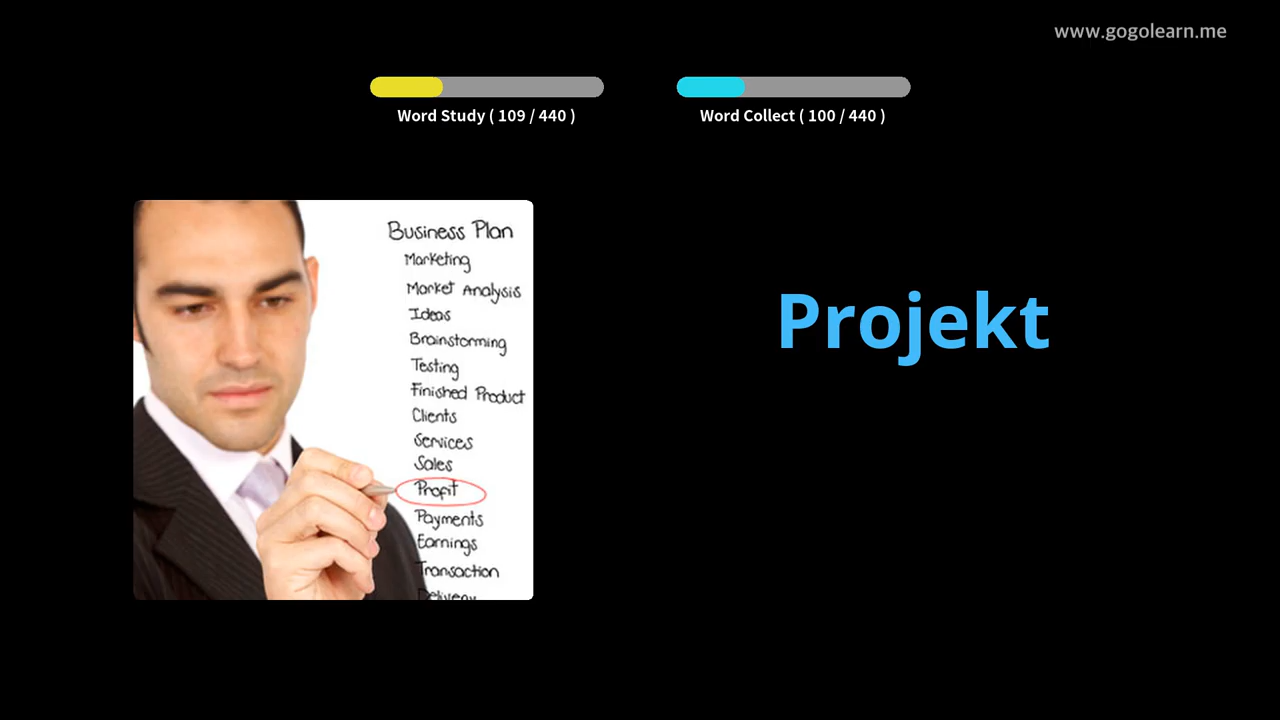 www.gogolearn.me
Word Study ( 109 / 440 )
Word Collect ( 100 / 440 )
Business Plan
Marketing
Market Analysis
Ideas
Brainstorming
Testing
Finished Product
Clients
Services
Sales
Profit
Payments
Earnings
Transaction
Delivery
Projekt